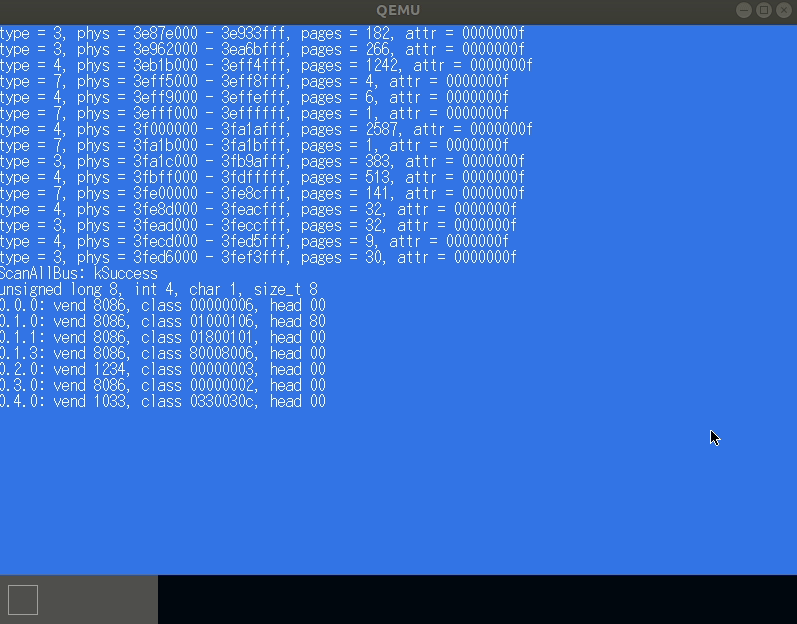 QEMU
type = 3, phys = 3e87e000 - 3e933fff, pages = 182, attr = 0000000f
type = 3, phys = 3e962000 - 3ea6bfff, pages = 266, attr = 0000000f
type = 4, phys = 3eb1b000 - 3eff4fff, pages = 1242, attr = 0000000f
type = 7, phys = 3eff5000 - 3eff8fff, pages = 4, attr = 0000000f
type = 4, phys = 3eff9000 - 3effefff, pages = 6, attr = 0000000f
type = 7, phys = 3efff000 - 3effffff, pages = 1, attr = 0000000f
type = 4, phys = 3f000000 - 3fa1afff, pages = 2587, attr = 0000000f
type = 7, phys = 3fa1b000 - 3fa1bfff, pages = 1, attr = 0000000f
type = 3, phys = 3fa1c000 - 3fb9afff, pages = 383, attr = 0000000f
type = 4, phys = 3fbff000 - 3fdfffff, pages = 513, attr = 0000000f
type = 7, phys = 3fe00000 - 3fe8cfff, pages = 141, attr = 0000000f
type = 4, phys = 3fe8d000 - 3feacfff, pages = 32, attr = 0000000f
type = 3, phys = 3fead000 - 3feccfff, pages = 32, attr = 0000000f
type = 4, phys = 3fecd000 - 3fed5fff, pages = 9, attr = 0000000f
type = 3, phys = 3fed6000 - 3fef3fff, pages = 30, attr = 0000000f
ScanAllBus: kSuccess
unsigned long 8, int 4, char 1, size_t 8
0.0.0: vend 8086, class 00000006, head 00
0.1.0: vend 8086, class 01000106, head 80
0.1.1: vend 8086, class 01800101, head 00
0.1.3: vend 8086, class 80008006, head 00
0.2.0: vend 1234, class 00000003, head 00
0.3.0: vend 8086, class 00000002, head 00
0.4.0: vend 1033, class 0330030c, head 00